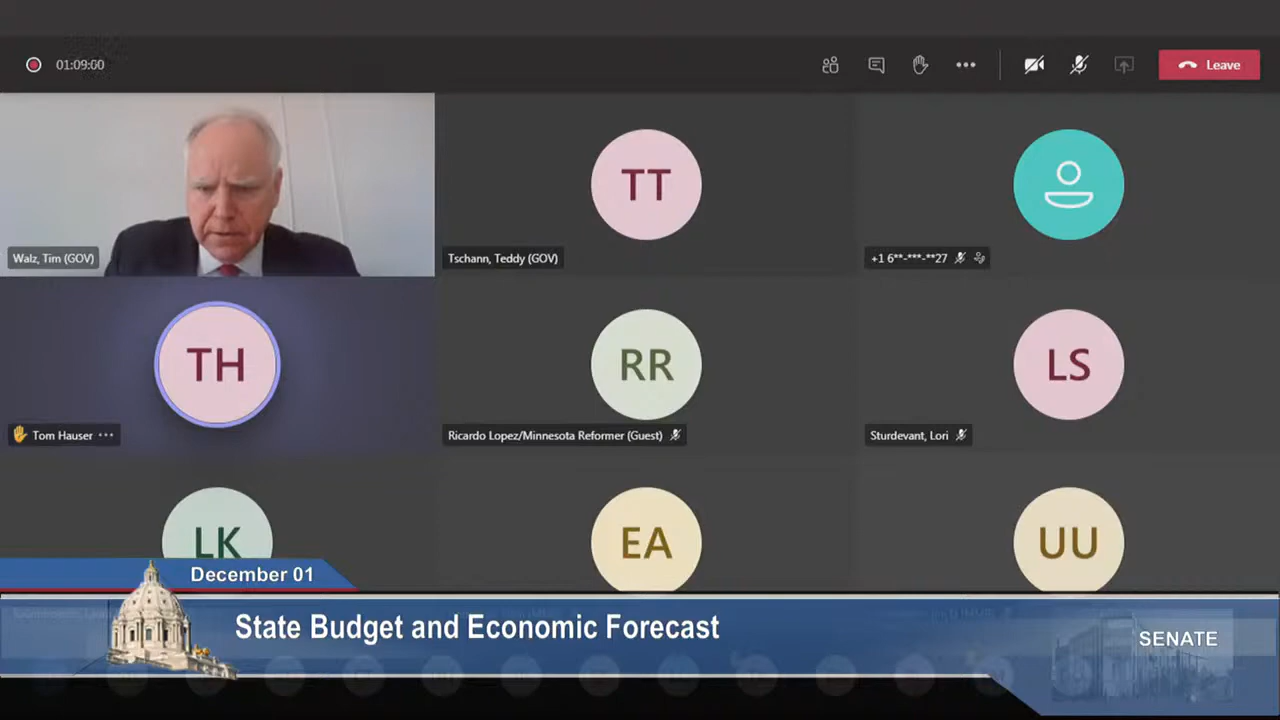 01:09:00
Leave
Walz, Tim (GOV)
TT
Tschann, Teddy (GOV)
+1 6**-***-**27
TH
Tom Hauser
RR
Ricardo Lopez/Minnesota Reformer (Guest)
LS
Sturdevant, Lori
LK
EA
UU
December 01
State Budget and Economic Forecast
SENATE